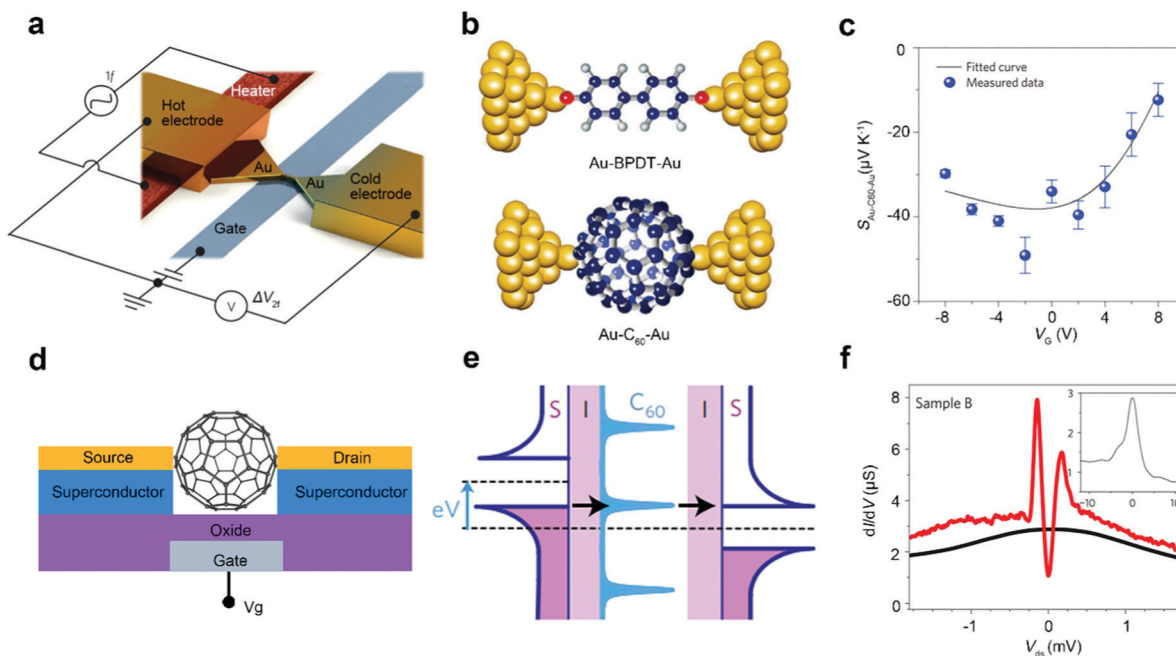 a
1f
Heater
Hot
electrode
Au
Au
Cold
electrode
Gate
V
ΔV2f
b
Au-BPDT-Au
Au-C60-Au
c
0
-20
-40
-60
SAu-C60-Au (μV K-1)
Fitted curve
Measured data
-8
-4
0
4
8
VG (V)
d
Source
Drain
Superconductor
Superconductor
Oxide
Gate
Vg
e
S
I
C60
I
S
eV
f
Sample B
8
6
4
2
0
dI/dV (μS)
3
2
1
-10
0
10
-1
0
1
Vds (mV)